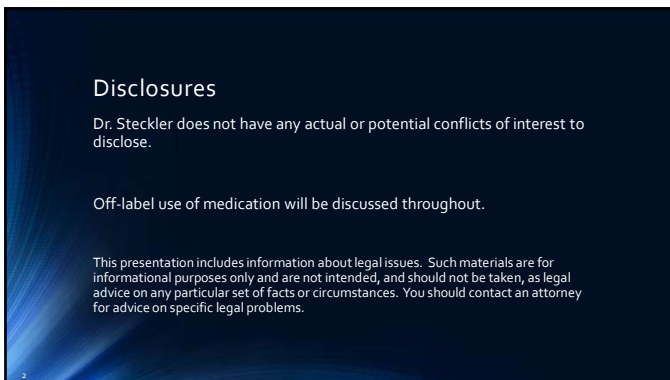 Disclosures
Dr. Steckler does not have any actual or potential conflicts of interest to
disclose.
Off-label use of medication will be discussed throughout.
This presentation includes information about legal issues.  Such materials are for
informational purposes only and are not intended, and should not be taken, as legal
advice on any particular set of facts or circumstances.  You should contact an attorney
for advice on specific legal problems.
2